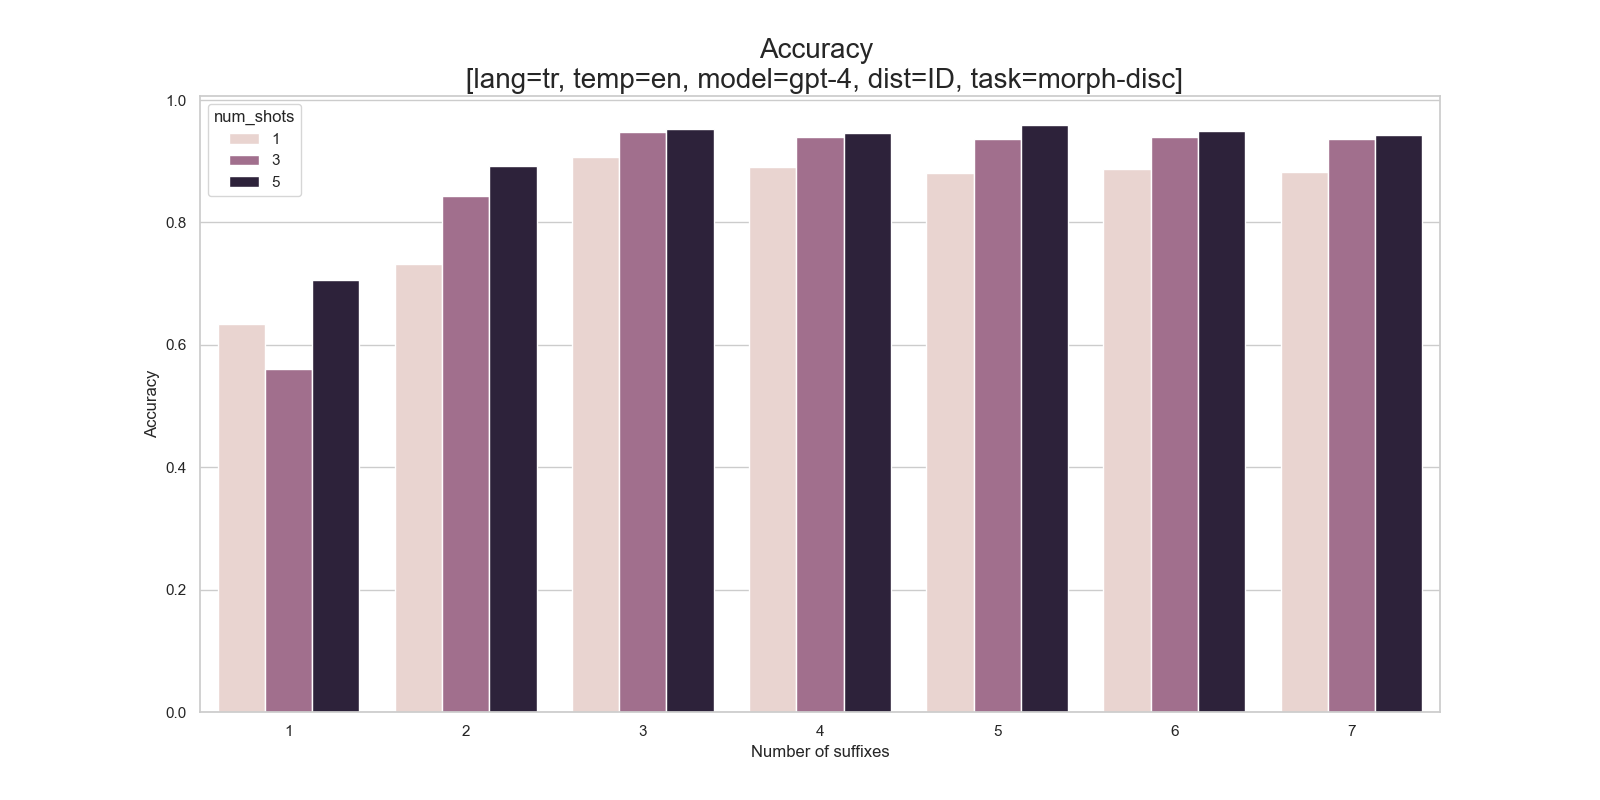 Accuracy
[lang=tr, temp=en, model=gpt-4, dist=ID, task=morph-disc]
num_shots
1
3
5
1.0
0.8
0.6
0.4
0.2
0.0
Accuracy
1 2 3 4 5 6 7
Number of suffixes